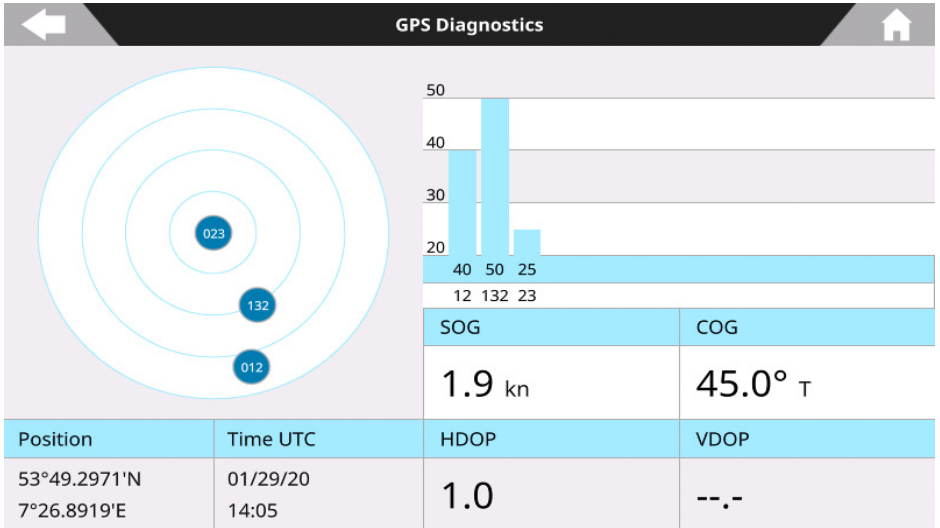 GPS Diagnostics
023
132
012
50
40
30
20
40 50 25
12 132 23
SOG
COG
1.9 kn
45.0° T
Position
Time UTC
HDOP
VDOP
53°49.2971'N
7°26.8919'E
01/29/20
14:05
1.0
--.-